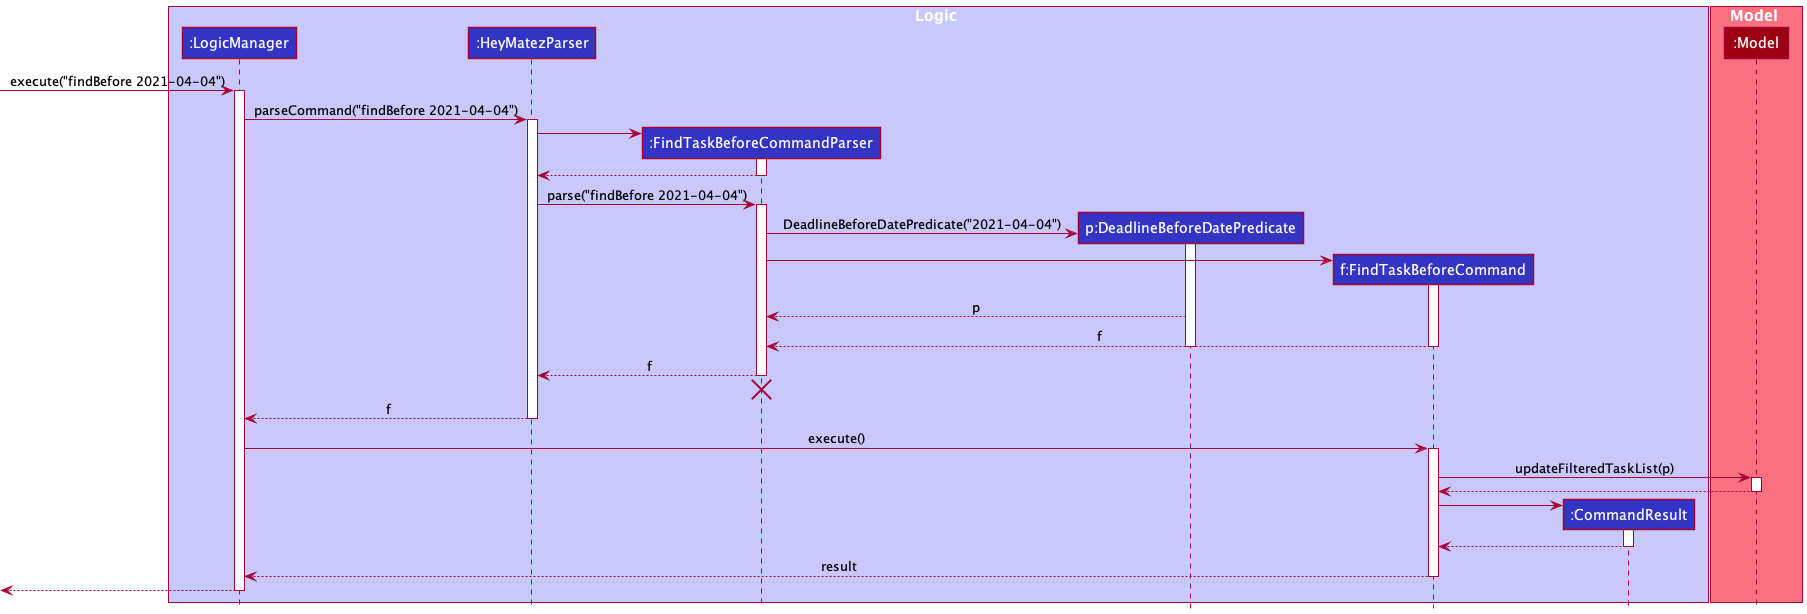 Logic
Model
:LogicManager
:HeyMatezParser
:Model
execute("findBefore 2021-04-04")
parseCommand("findBefore 2021-04-04")
:FindTaskBeforeCommandParser
parse("findBefore 2021-04-04")
DeadlineBeforeDatePredicate("2021-04-04")
p:DeadlineBeforeDatePredicate
f:FindTaskBeforeCommand
p
f
f
f
execute()
updateFilteredTaskList(p)
:CommandResult
result